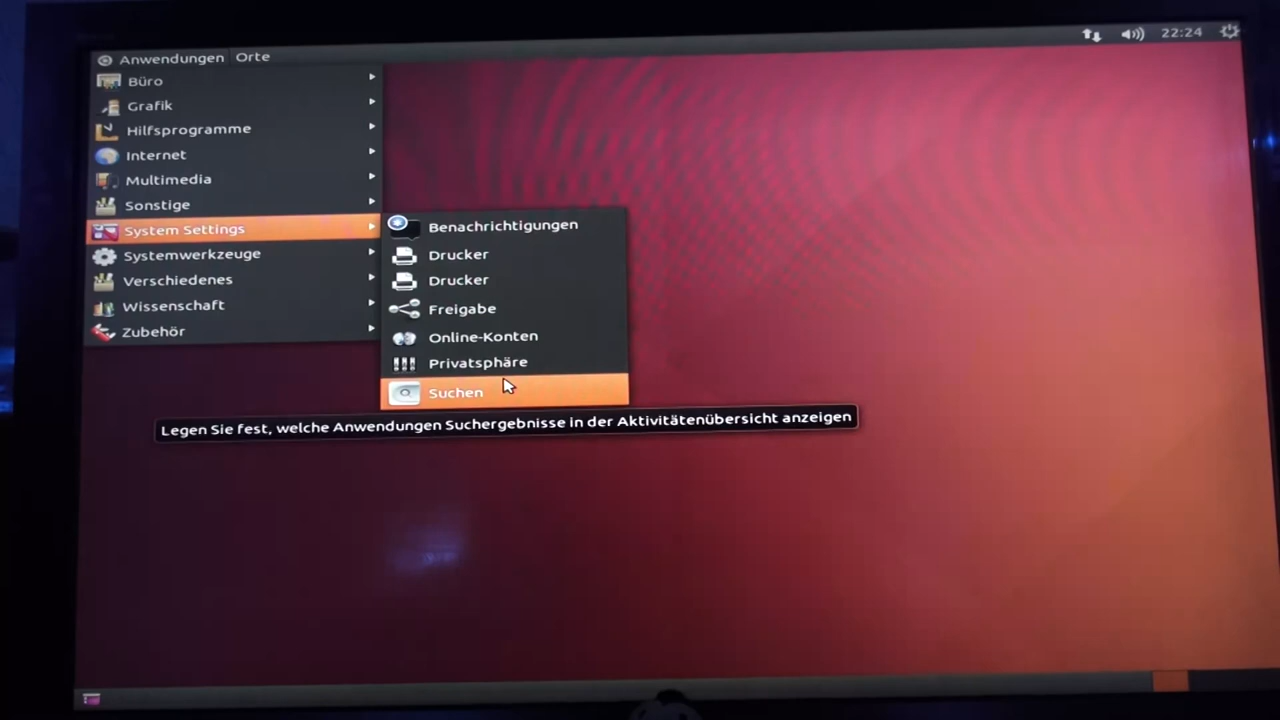 Anwendungen Orte 22:24
Büro
Grafik
Hilfsprogramme
Internet
Multimedia
Sonstige
System Settings
Systemwerkzeuge
Verschiedenes
Wissenschaft
Zubehör
Benachrichtigungen
Drucker
Drucker
Freigabe
Online-Konten
Privatsphäre
Suchen
Legen Sie fest, welche Anwendungen Suchergebnisse in der Aktivitätenübersicht anzeigen